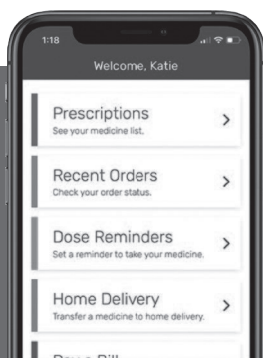 1:18
Welcome, Katie
Prescriptions
See your medicine list.
Recent Orders
Check your order status.
Dose Reminders
Set a reminder to take your medicine.
Home Delivery
Transfer a medicine to home delivery.